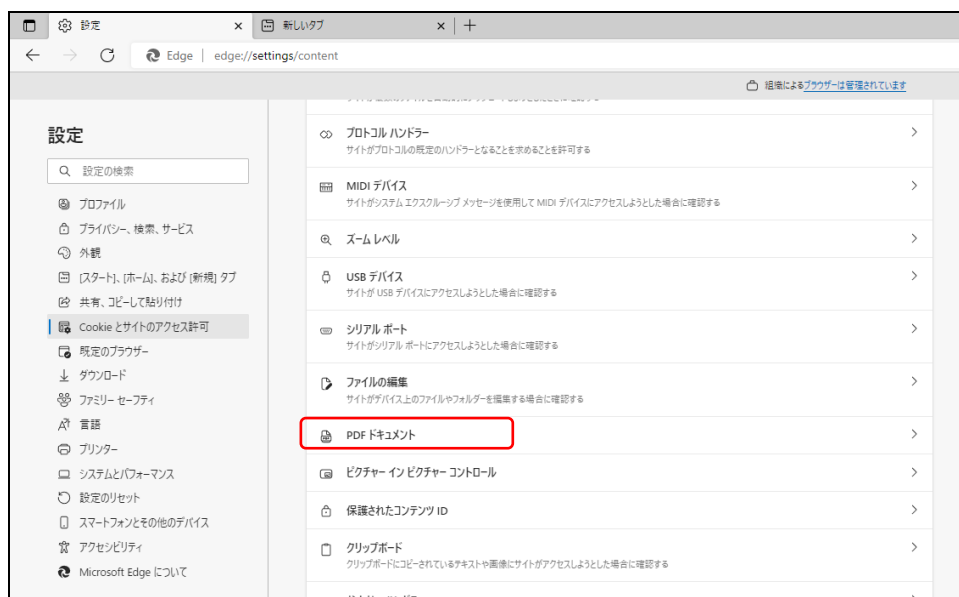 設定
新しいタブ
Edge | edge://settings/content
組織によるブラウザーは管理されています
設定
設定の検索
プロファイル
プライバシー、検索、サービス
外観
[スタート]、[ホーム]、および [新規] タブ
共有、コピーして貼り付け
Cookie とサイトのアクセス許可
既定のブラウザー
ダウンロード
ファミリー セーフティ
言語
プリンター
システムとパフォーマンス
設定のリセット
スマートフォンとその他のデバイス
アクセシビリティ
Microsoft Edge について
プロトコル ハンドラー
サイトがプロトコルの既定のハンドラーとなることを求めることを許可する
MIDI デバイス
サイトがシステム エクスクルーシブ メッセージを使用して MIDI デバイスにアクセスしようとした場合に確認する
ズーム レベル
USB デバイス
サイトが USB デバイスにアクセスしようとした場合に確認する
シリアル ポート
サイトがシリアル ポートにアクセスしようとした場合に確認する
ファイルの編集
サイトがデバイス上のファイルやフォルダーを編集する場合に確認する
PDF ドキュメント
ピクチャー イン ピクチャー コントロール
保護されたコンテンツ ID
クリップボード
クリップボードにコピーされているテキストや画像にサイトがアクセスしようとした場合に確認する